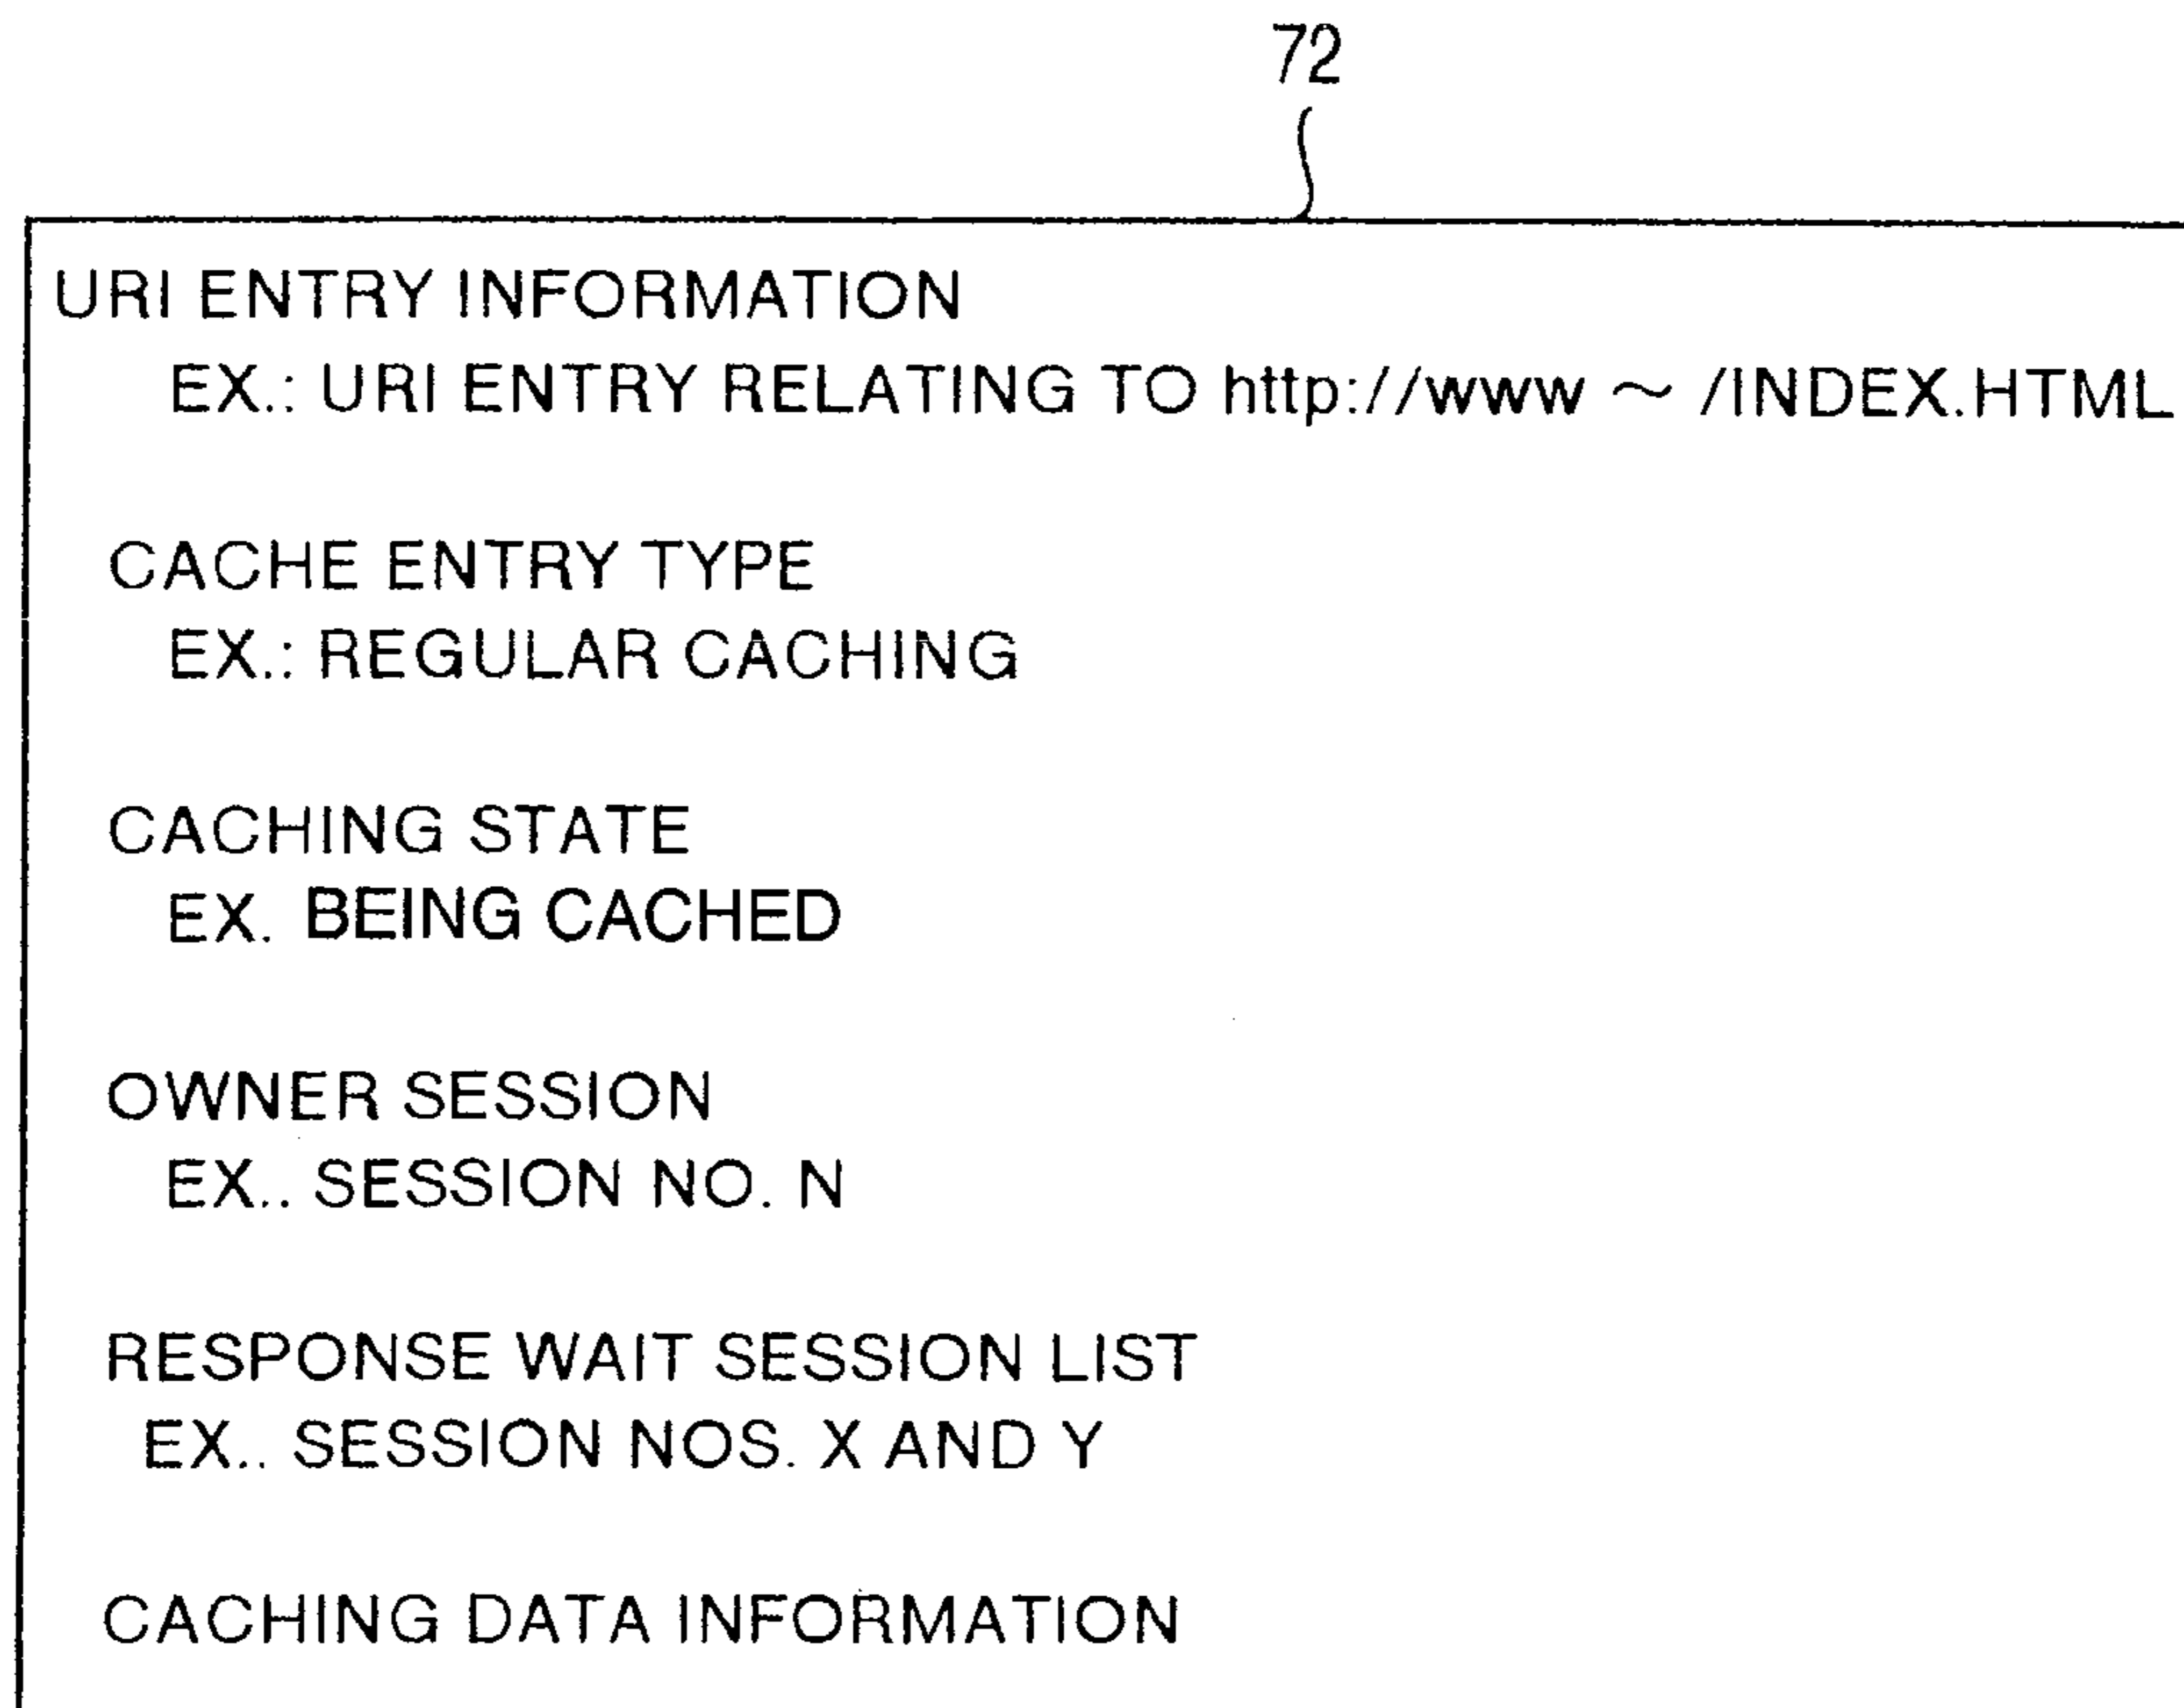 72
URI ENTRY INFORMATION
EX.: URI ENTRY RELATING TO http://www ~ /INDEX.HTML
CACHE ENTRY TYPE
EX.: REGULAR CACHING
CACHING STATE
EX. BEING CACHED
OWNER SESSION
EX.. SESSION NO. N
RESPONSE WAIT SESSION LIST
EX.. SESSION NOS. X AND Y
CACHING DATA INFORMATION